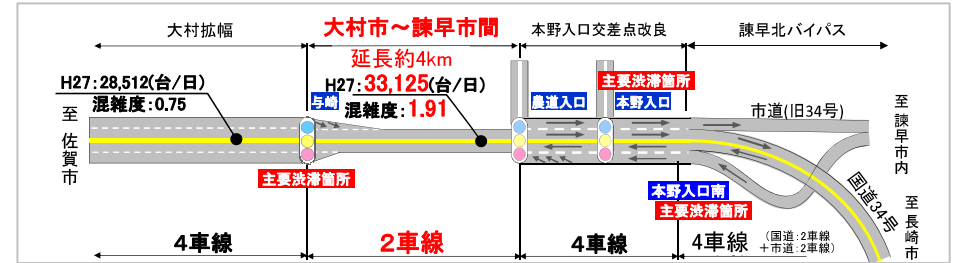 大村拡幅
大村市～諫早市間
本野入口交差点改良
諫早北バイパス
延長約4km
H27：28,512(台/日)
混雑度：0.75
H27：33,125(台/日)
混雑度：1.91
与崎
農道入口
主要渋滞箇所
本野入口
市道(旧34号)
至 佐賀市
至 諫早市内
主要渋滞箇所
本野入口南
主要渋滞箇所
国道34号
至 長崎市
4車線
2車線
4車線
4車線
（国道：2車線
＋市道：2車線）